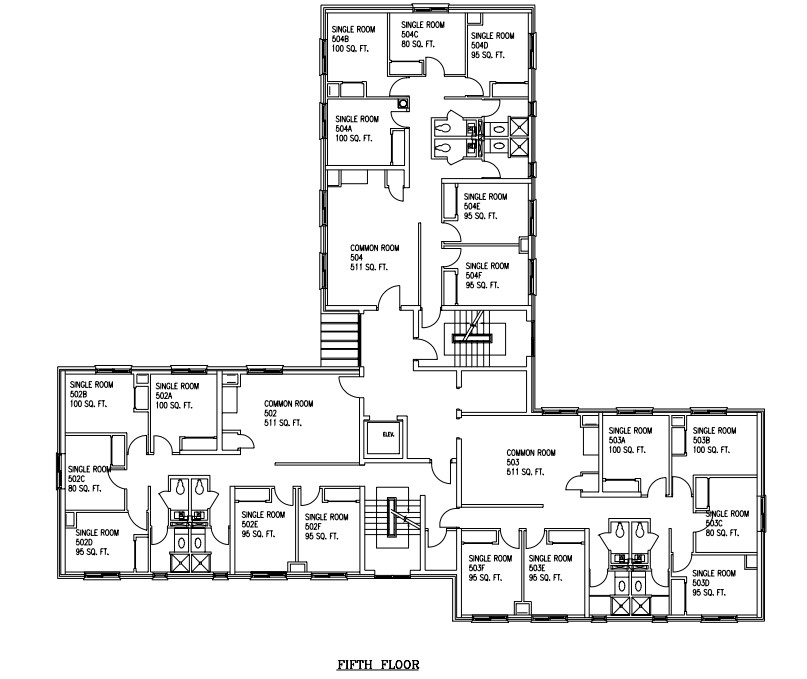 SINGLE ROOM
504B
100 SQ. FT.
SINGLE ROOM
504C
80 SQ. FT.
SINGLE ROOM
504D
95 SQ. FT.
SINGLE ROOM
504A
100 SQ. FT.
SINGLE ROOM
504E
95 SQ. FT.
COMMON ROOM
504
511 SQ. FT.
SINGLE ROOM
504F
95 SQ. FT.
SINGLE ROOM
502B
100 SQ. FT.
SINGLE ROOM
502A
100 SQ. FT.
COMMON ROOM
502
511 SQ. FT.
ELEV.
COMMON ROOM
503
511 SQ. FT.
SINGLE ROOM
503A
100 SQ. FT.
SINGLE ROOM
503B
100 SQ. FT.
SINGLE ROOM
502C
80 SQ. FT.
SINGLE ROOM
502D
95 SQ. FT.
SINGLE ROOM
502E
95 SQ. FT.
SINGLE ROOM
502F
95 SQ. FT.
SINGLE ROOM
503C
80 SQ. FT.
SINGLE ROOM
503F
95 SQ. FT.
SINGLE ROOM
503E
95 SQ. FT.
SINGLE ROOM
503D
95 SQ. FT.
FIFTH FLOOR